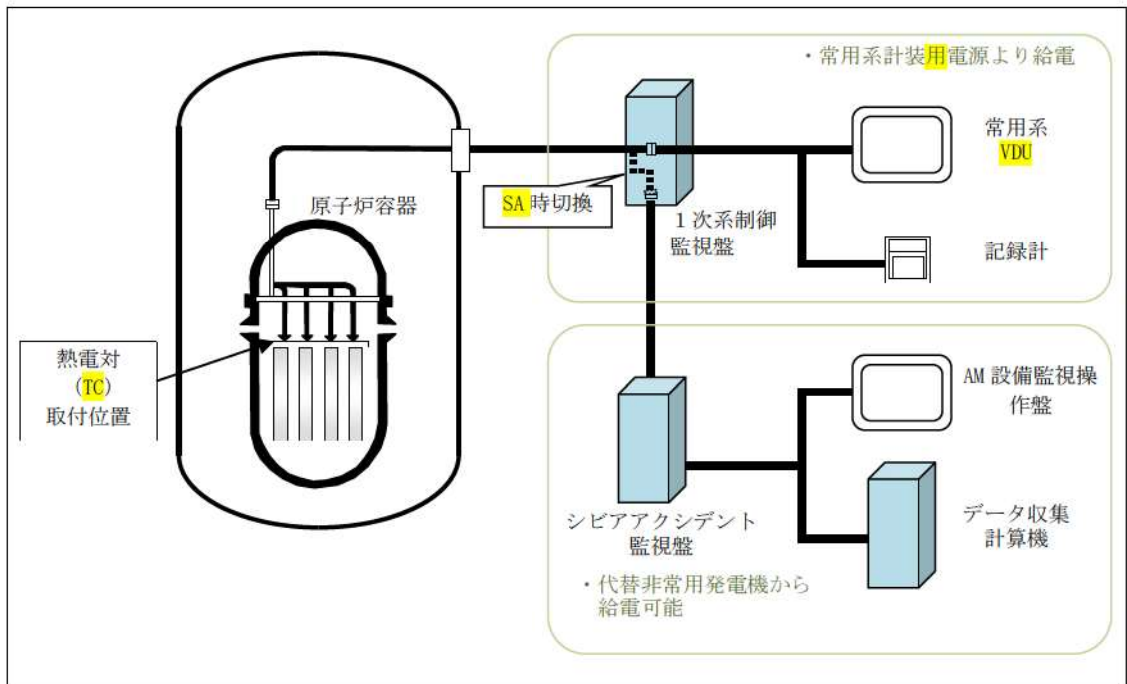 ・常用系計装用電源より給電
常用系
VDU
SA 時切換
原子炉容器
１次系制御
監視盤
記録計
熱電対
(TC)
取付位置
AM 設備監視操
作盤
シビアアクシデント
監視盤
データ収集
計算機
・代替非常用発電機から
給電可能